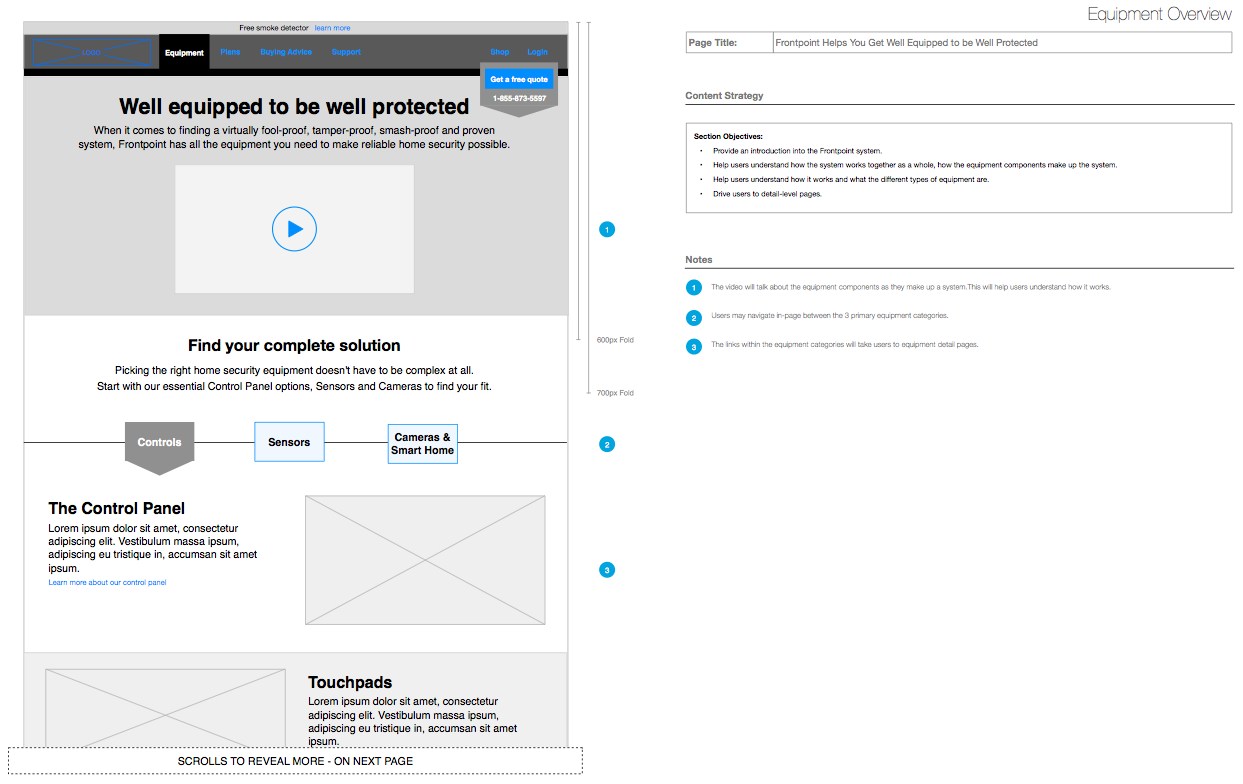 Free smoke detector learn more
LOGO
Equipment
Plans
Buying Advice
Support
Shop
Login
Get a free quote
1-855-673-5597
Well equipped to be well protected
When it comes to finding a virtually fool-proof, tamper-proof, smash-proof and proven
system, Frontpoint has all the equipment you need to make reliable home security possible.
1
600px Fold
700px Fold
Find your complete solution
Picking the right home security equipment doesn't have to be complex at all.
Start with our essential Control Panel options, Sensors and Cameras to find your fit.
Controls
Sensors
Cameras &
Smart Home
2
The Control Panel
Lorem ipsum dolor sit amet, consectetur
adipiscing elit. Vestibulum massa ipsum,
adipiscing eu tristique in, accumsan sit amet
ipsum.
Learn more about our control panel
3
Touchpads
Lorem ipsum dolor sit amet, consectetur
adipiscing elit. Vestibulum massa ipsum,
adipiscing eu tristique in, accumsan sit amet
ipsum.
SCROLLS TO REVEAL MORE - ON NEXT PAGE
Equipment Overview
Page Title: Frontpoint Helps You Get Well Equipped to be Well Protected
Content Strategy
Section Objectives:
• Provide an introduction into the Frontpoint system.
• Help users understand how the system works together as a whole, how the equipment components make up the system.
• Help users understand how it works and what the different types of equipment are.
• Drive users to detail-level pages.
Notes
1 The video will talk about the equipment components as they make up a system.This will help users understand how it works.
2 Users may navigate in-page between the 3 primary equipment categories.
3 The links within the equipment categories will take users to equipment detail pages.